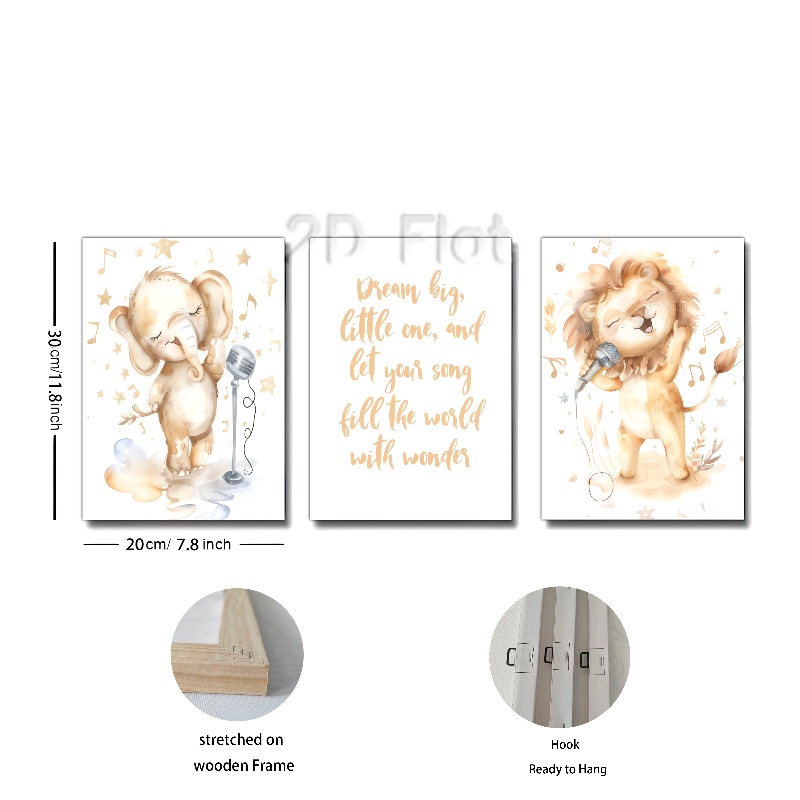 2D Flat
Dream big,
little one, and
let your song
fill the world
with wonder
30cm/11.8inch
20cm/ 7.8 inch
stretched on
wooden Frame
Hook
Ready to Hang